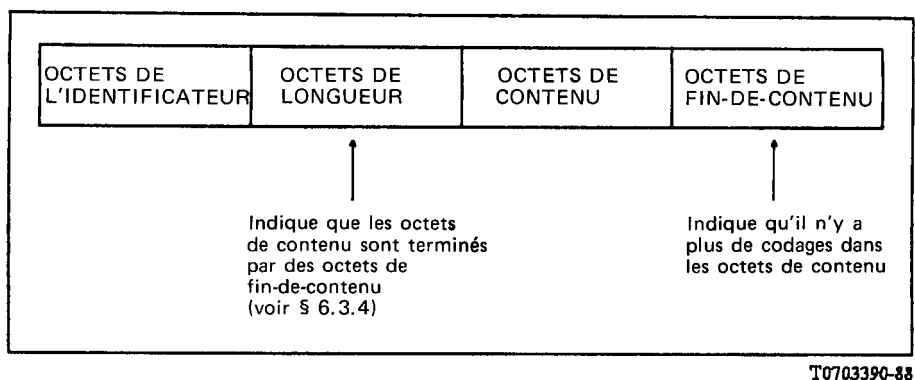 OCTETS DE
L'IDENTIFICATEUR
OCTETS DE
LONGUEUR
OCTETS DE
CONTENU
OCTETS DE
FIN-DE-CONTENU
Indique que les octets
de contenu sont terminés
par des octets de
fin-de-contenu
(voir § 6.3.4)
Indique qu'il n'y a
plus de codages dans
les octets de contenu
T0703390-88